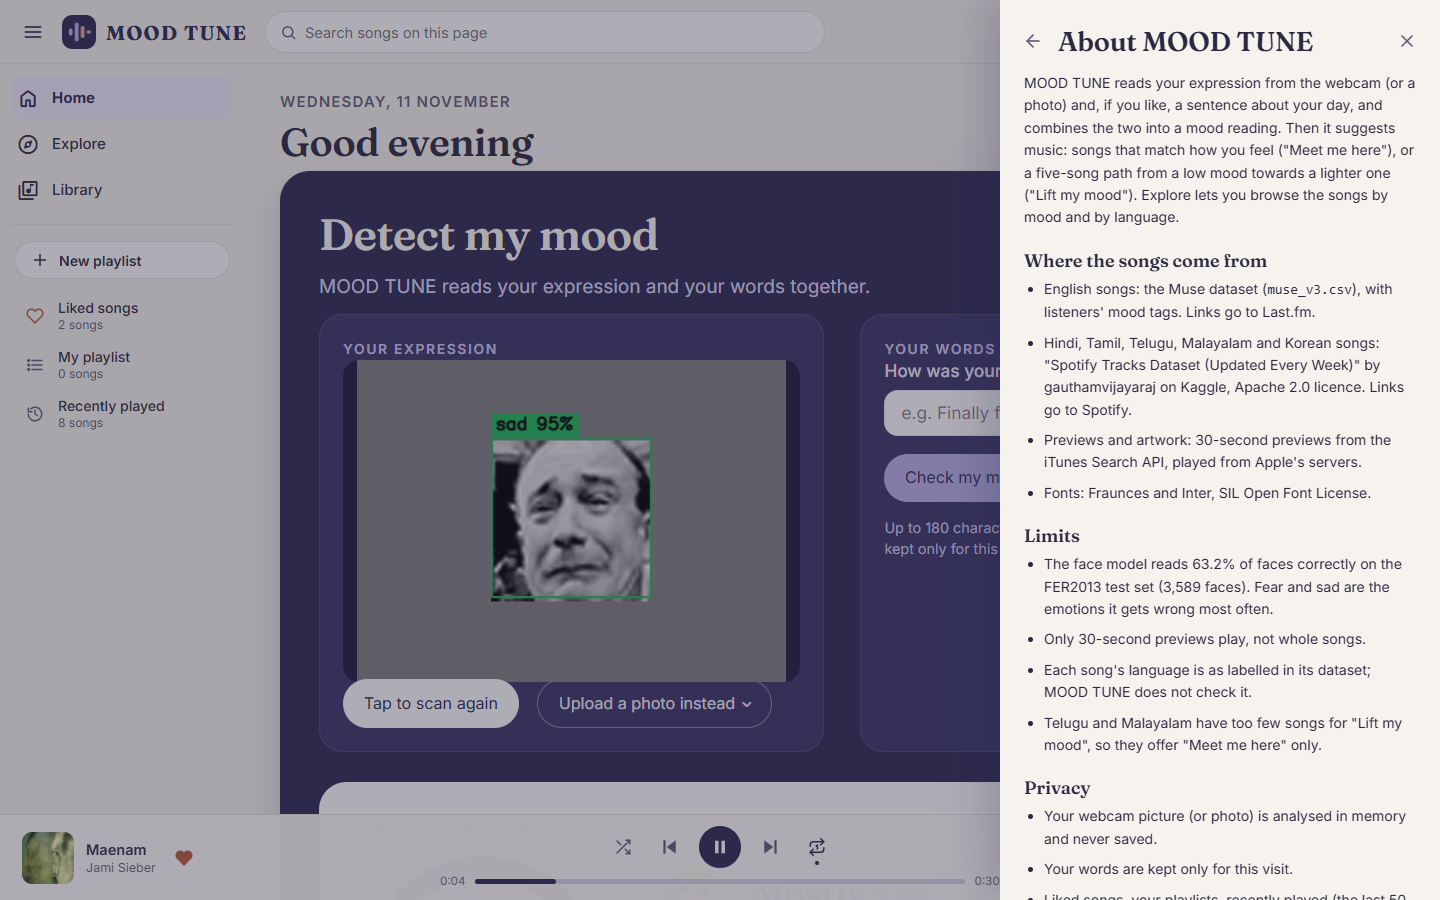 MOOD TUNE
Search songs on this page
Home
Explore
Library
New playlist
Liked songs
2 songs
My playlist
0 songs
Recently played
8 songs
WEDNESDAY, 11 NOVEMBER
Good evening
Detect my mood
MOOD TUNE reads your expression and your words together.
YOUR EXPRESSION
sad 95%
Tap to scan again
Upload a photo instead
YOUR WORDS
How was your
e.g. Finally f
Check my m
Up to 180 charac
kept only for this
Mostly sad
Maenam
Jami Sieber
0:04
0:30
About MOOD TUNE
MOOD TUNE reads your expression from the webcam (or a
photo) and, if you like, a sentence about your day, and
combines the two into a mood reading. Then it suggests
music: songs that match how you feel ("Meet me here"), or
a five-song path from a low mood towards a lighter one
("Lift my mood"). Explore lets you browse the songs by
mood and by language.
Where the songs come from
English songs: the Muse dataset (muse_v3.csv), with
listeners' mood tags. Links go to Last.fm.
Hindi, Tamil, Telugu, Malayalam and Korean songs:
"Spotify Tracks Dataset (Updated Every Week)" by
gauthamvijayaraj on Kaggle, Apache 2.0 licence. Links
go to Spotify.
Previews and artwork: 30-second previews from the
iTunes Search API, played from Apple's servers.
Fonts: Fraunces and Inter, SIL Open Font License.
Limits
The face model reads 63.2% of faces correctly on the
FER2013 test set (3,589 faces). Fear and sad are the
emotions it gets wrong most often.
Only 30-second previews play, not whole songs.
Each song's language is as labelled in its dataset;
MOOD TUNE does not check it.
Telugu and Malayalam have too few songs for "Lift my
mood", so they offer "Meet me here" only.
Privacy
Your webcam picture (or photo) is analysed in memory
and never saved.
Your words are kept only for this visit.
Liked songs, your playlists, recently played (the last 50